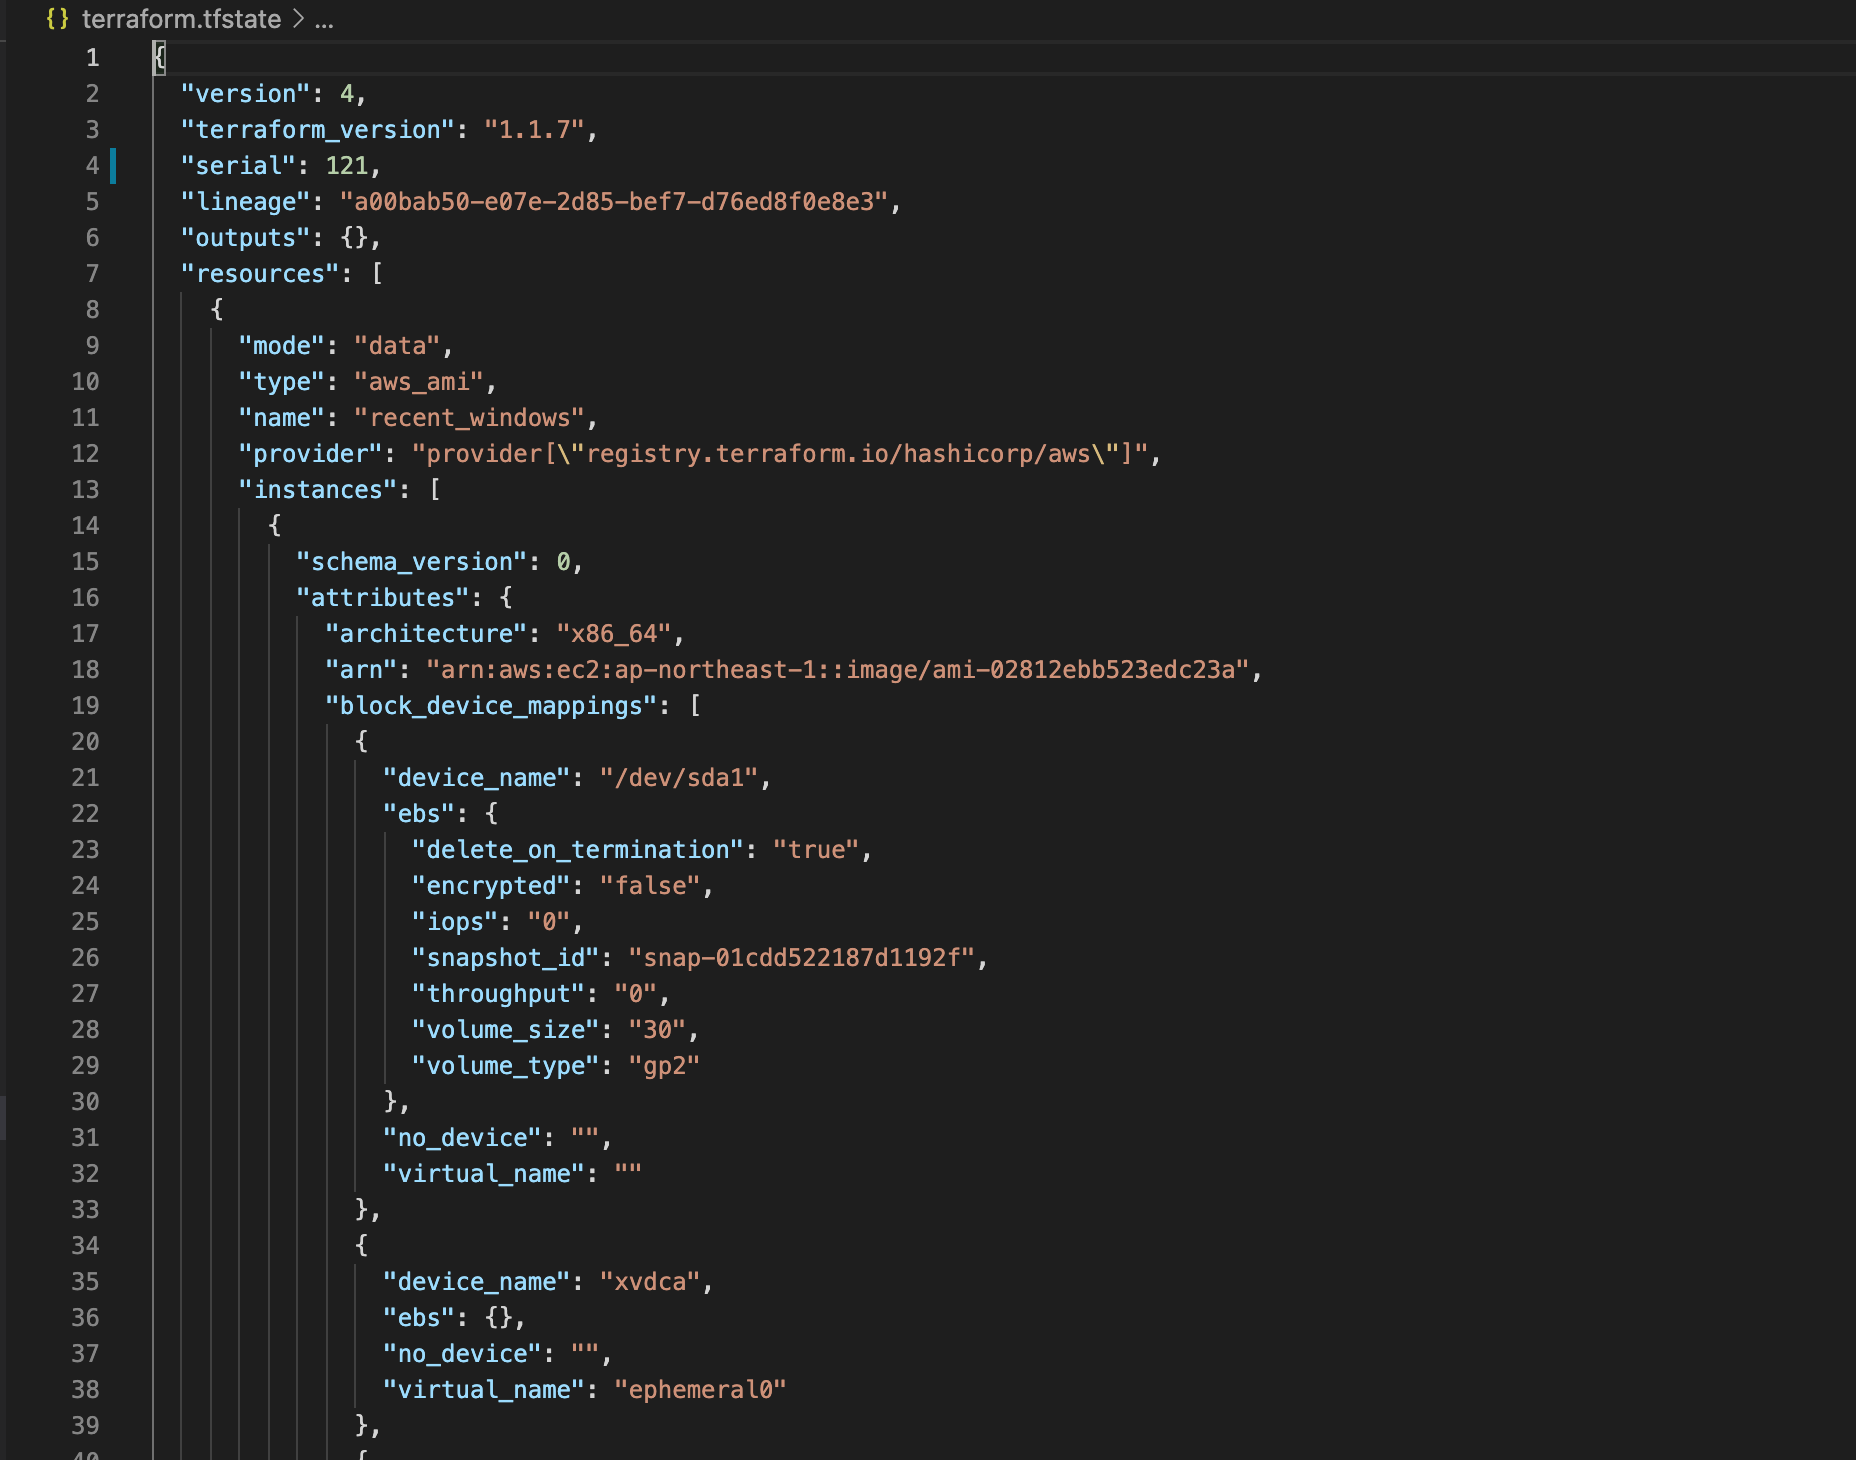 {} terraform.tfstate > ...
1 {
2 "version": 4,
3 "terraform_version": "1.1.7",
4 "serial": 121,
5 "lineage": "a00bab50-e07e-2d85-bef7-d76ed8f0e8e3",
6 "outputs": {},
7 "resources": [
8 {
9 "mode": "data",
10 "type": "aws_ami",
11 "name": "recent_windows",
12 "provider": "provider[\"registry.terraform.io/hashicorp/aws\"]",
13 "instances": [
14 {
15 "schema_version": 0,
16 "attributes": {
17 "architecture": "x86_64",
18 "arn": "arn:aws:ec2:ap-northeast-1::image/ami-02812ebb523edc23a",
19 "block_device_mappings": [
20 {
21 "device_name": "/dev/sda1",
22 "ebs": {
23 "delete_on_termination": "true",
24 "encrypted": "false",
25 "iops": "0",
26 "snapshot_id": "snap-01cdd522187d1192f",
27 "throughput": "0",
28 "volume_size": "30",
29 "volume_type": "gp2"
30 },
31 "no_device": "",
32 "virtual_name": ""
33 },
34 {
35 "device_name": "xvdca",
36 "ebs": {},
37 "no_device": "",
38 "virtual_name": "ephemeral0"
39 },
40 {